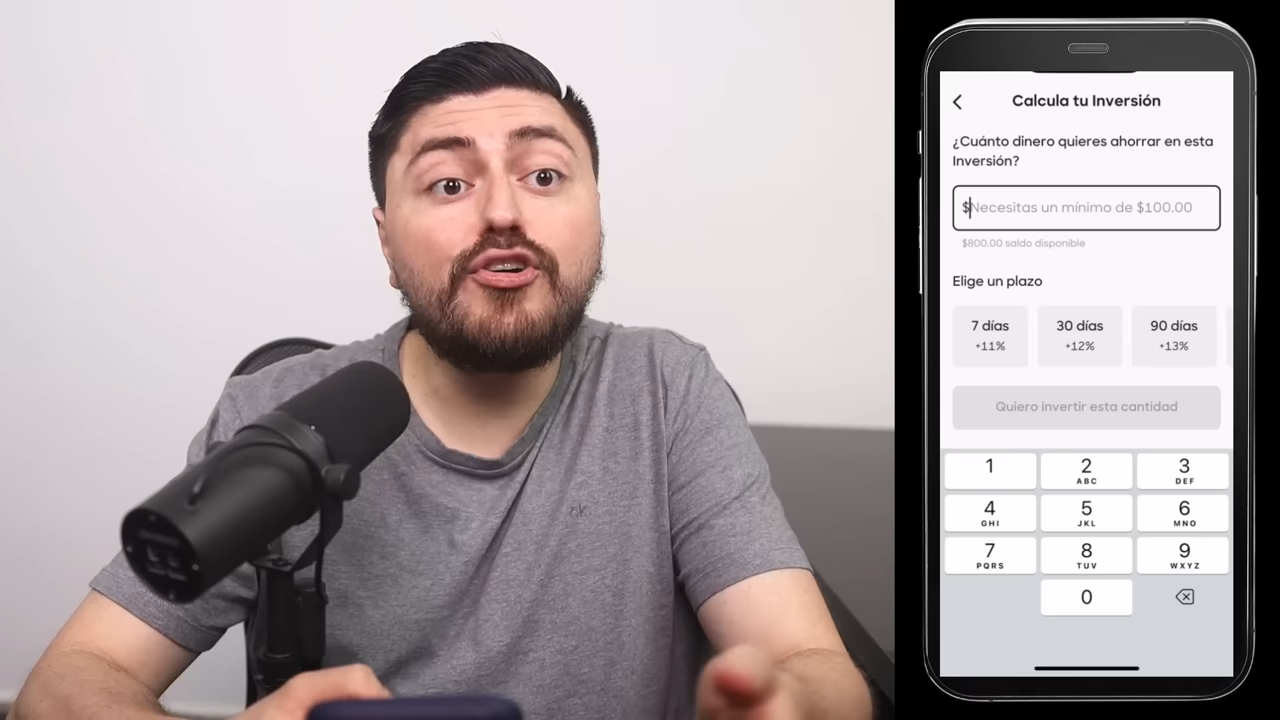 Calcula tu Inversión
¿Cuánto dinero quieres ahorrar en esta
Inversión?
$Necesitas un mínimo de $100.00
$800.00 saldo disponible
Elige un plazo
7 días
30 días
90 días
+11%
+12%
+13%
Quiero invertir esta cantidad
1
2
ABC
3
DEF
4
GHI
5
JKL
6
MNO
7
PQRS
8
TUV
9
WXYZ
0
ck